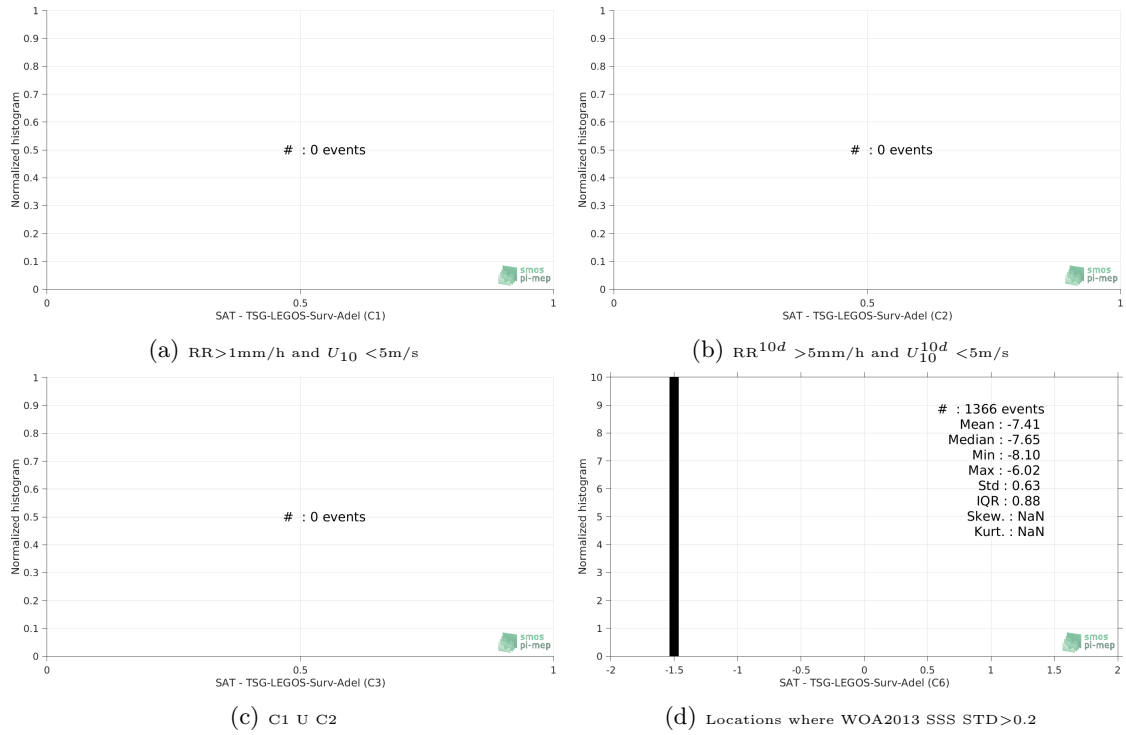 1
0.9
0.8
0.7
0.6
0.5
0.4
0.3
0.2
0.1
0
Normalized histogram
# : 0 events
smos
pi-mep
0 0.5 1
SAT - TSG-LEGOS-Surv-Adel (C1)
(a) RR>1mm/h and U10 <5m/s
1
0.9
0.8
0.7
0.6
0.5
0.4
0.3
0.2
0.1
0
Normalized histogram
# : 0 events
smos
pi-mep
0 0.5 1
SAT - TSG-LEGOS-Surv-Adel (C2)
(b) RR^10d >5mm/h and U10^10d <5m/s
1
0.9
0.8
0.7
0.6
0.5
0.4
0.3
0.2
0.1
0
Normalized histogram
# : 0 events
smos
pi-mep
0 0.5 1
SAT - TSG-LEGOS-Surv-Adel (C3)
(c) C1 U C2
10
9
8
7
6
5
4
3
2
1
0
Normalized histogram
# : 1366 events
Mean : -7.41
Median : -7.65
Min : -8.10
Max : -6.02
Std : 0.63
IQR : 0.88
Skew. : NaN
Kurt. : NaN
smos
pi-mep
-2 -1.5 -1 -0.5 0 0.5 1 1.5 2
SAT - TSG-LEGOS-Surv-Adel (C6)
(d) Locations where WOA2013 SSS STD>0.2